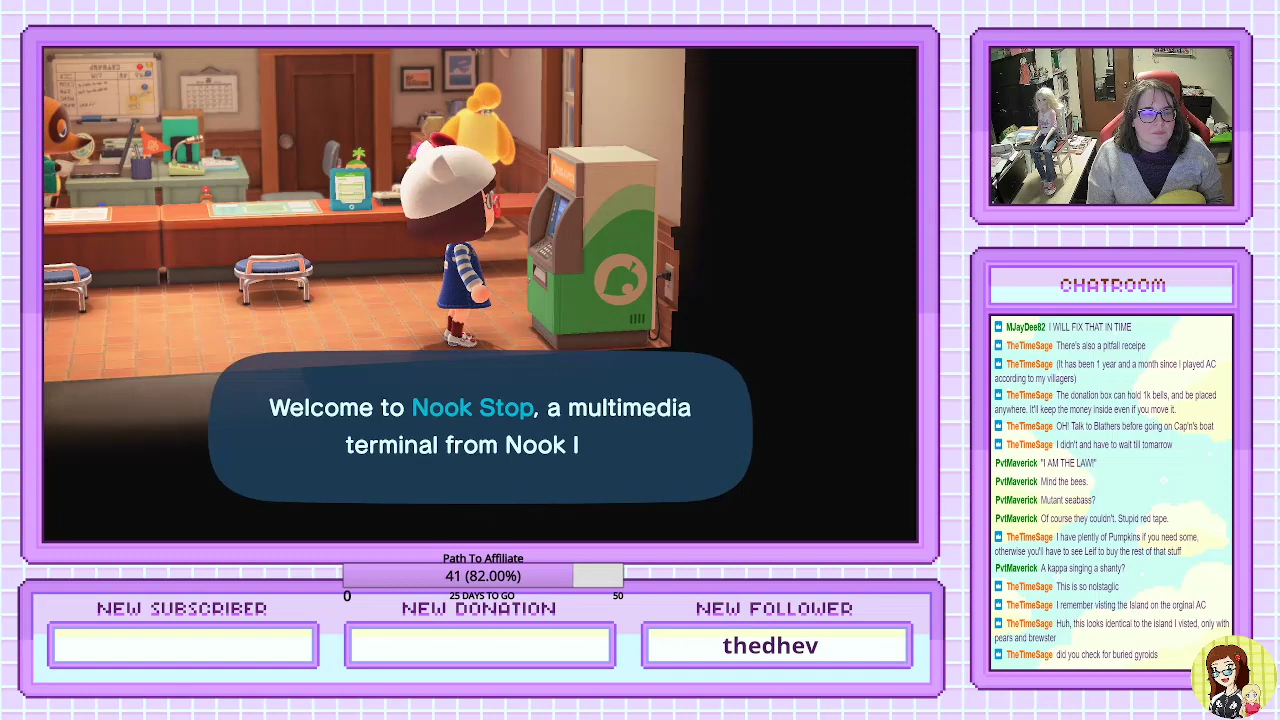 Welcome to Nook Stop, a multimedia
terminal from Nook I
CHATROOM
MJayDee82 I WILL FIX THAT IN TIME
TheTimeSage There's also a pitfall receipe
TheTimeSage (It has been 1 year and a month since I played AC
according to my villagers)
TheTimeSage The donation box can hold 1k bells, and be placed
anywhere. It'll keep the money inside even if you move it.
TheTimeSage OH! Talk to Blathers before going on Cap'n's boat
TheTimeSage I didn't and have to wait till tomorrow
PvtMaverick "I AM THE LAW!"
PvtMaverick Mind the bees.
PvtMaverick Mutant seabass?
PvtMaverick Of course they couldn't. Stupid red tape.
TheTimeSage I have plenty of Pumpkins if you need some,
otherwise you'll have to see Leif to buy the rest of that stuff
PvtMaverick A kappa singing a shanty?
TheTimeSage This is so nolstaglic
TheTimeSage I remember visting the Island on the orginal AC
TheTimeSage Huh, this looks identical to the island I visted, only with
pears and brewster
TheTimeSage did you check for buried gyroids
Path To Affiliate
41 (82.00%)
0 25 DAYS TO GO 50
NEW SUBSCRIBER
NEW DONATION
NEW FOLLOWER
thedhev